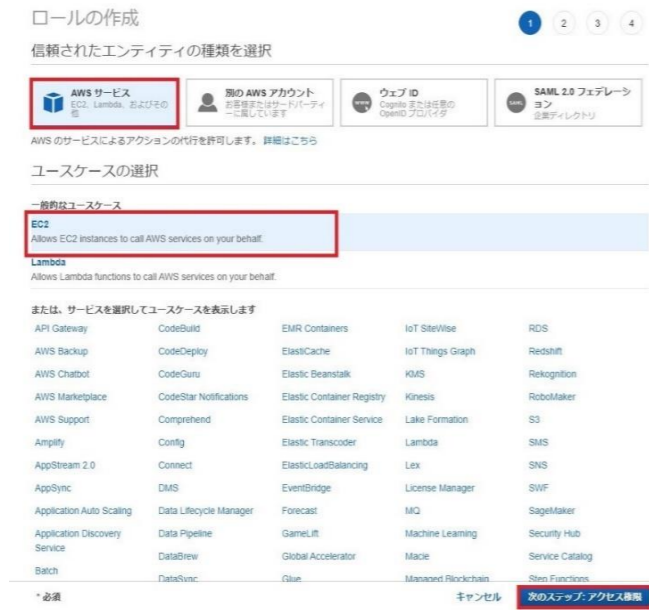 ロールの作成
1 2 3 4
信頼されたエンティティの種類を選択
AWS サービス
EC2、Lambda、およびその
他
別の AWS アカウント
お客様またはサードパーティ
ーに属しています
ウェブ ID
Cognito または任意の
OpenID プロバイダ
SAML 2.0 フェデレーシ
ョン
企業ディレクトリ
AWS のサービスによるアクションの代行を許可します。 詳細はこちら
ユースケースの選択
一般的なユースケース
EC2
Allows EC2 instances to call AWS services on your behalf.
Lambda
Allows Lambda functions to call AWS services on your behalf.
または、サービスを選択してユースケースを表示します
API Gateway CodeBuild EMR Containers IoT SiteWise RDS
AWS Backup CodeDeploy ElastiCache IoT Things Graph Redshift
AWS Chatbot CodeGuru Elastic Beanstalk KMS Rekognition
AWS Marketplace CodeStar Notifications Elastic Container Registry Kinesis RoboMaker
AWS Support Comprehend Elastic Container Service Lake Formation S3
Amplify Config Elastic Transcoder Lambda SMS
AppStream 2.0 Connect ElasticLoadBalancing Lex SNS
AppSync DMS EventBridge License Manager SWF
Application Auto Scaling Data Lifecycle Manager Forecast MQ SageMaker
Application Discovery Data Pipeline GameLift Machine Learning Security Hub
Service DataBrew Global Accelerator Macie Service Catalog
Batch DataSync Glue Managed Blockchain Step Functions
* 必須 キャンセル 次のステップ: アクセス権限